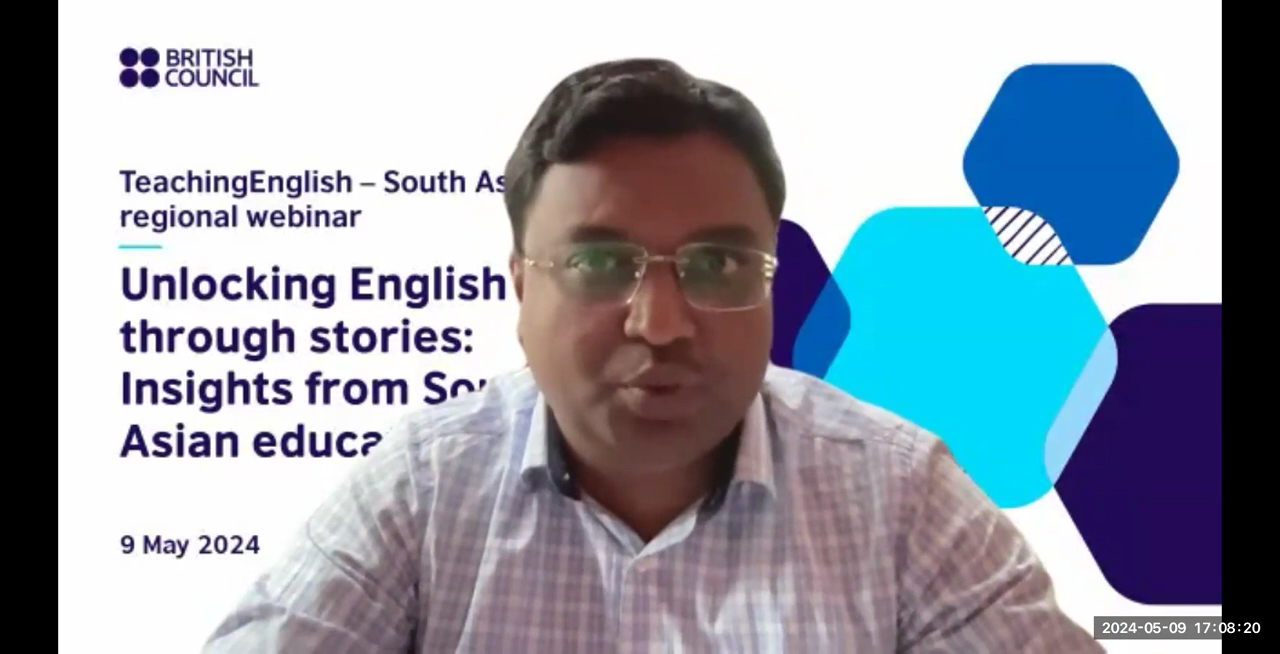 BRITISH
COUNCIL
TeachingEnglish – South As
regional webinar
Unlocking English
through stories:
Insights from Sou
Asian educa
9 May 2024
2024-05-09 17:08:20